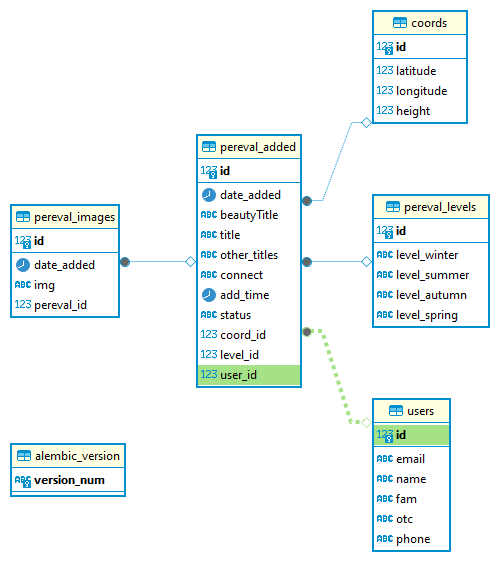 coords
123 id
123 latitude
123 longitude
123 height
pereval_added
123 id
date_added
ABC beautyTitle
ABC title
ABC other_titles
ABC connect
add_time
ABC status
123 coord_id
123 level_id
123 user_id
pereval_images
123 id
date_added
ABC img
123 pereval_id
pereval_levels
123 id
ABC level_winter
ABC level_summer
ABC level_autumn
ABC level_spring
users
123 id
ABC email
ABC name
ABC fam
ABC otc
ABC phone
alembic_version
ABC version_num